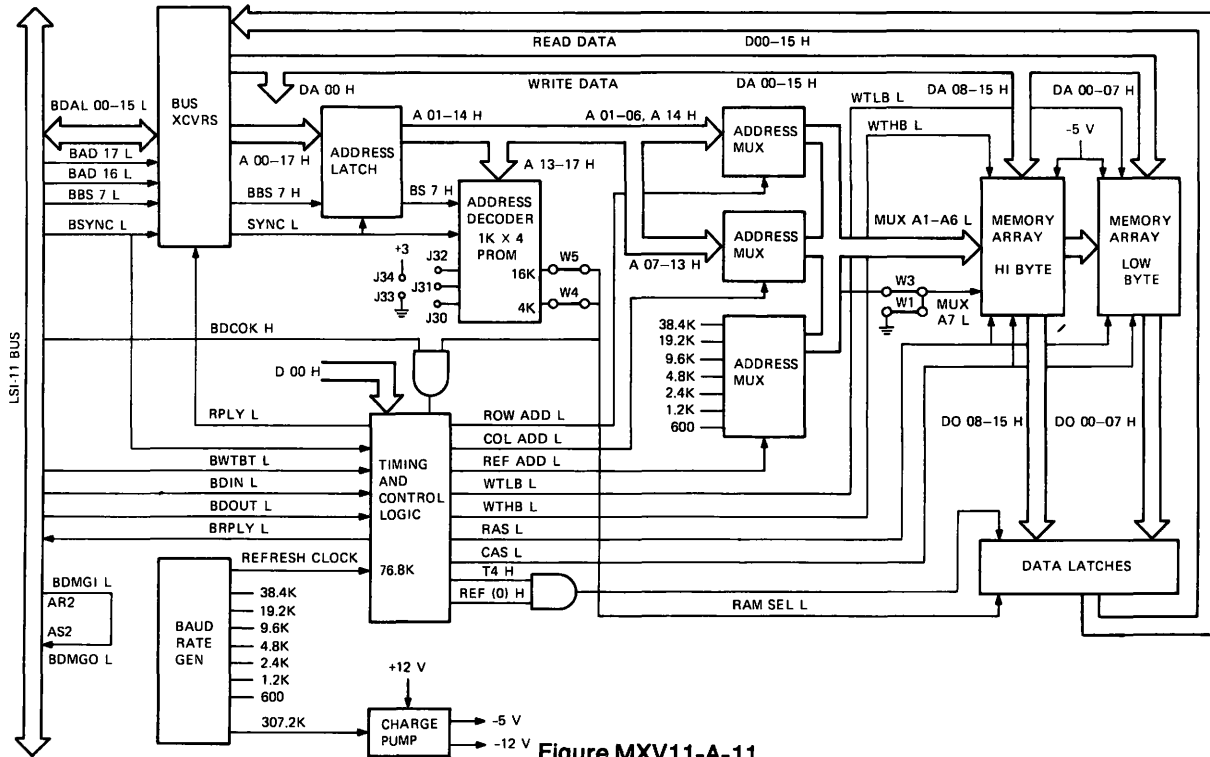 READ DATA D00-15 H
WRITE DATA DA 00-15 H
DA 00 H
BUS XCVRS
BDAL 00-15 L
BAD 17 L
BAD 16 L
BBS 7 L
BSYNC L
A 00-17 H
BBS 7 H
SYNC L
ADDRESS LATCH
A 01-14 H
A 01-06, A 14 H
A 13-17 H
BS 7 H
ADDRESS DECODER 1K × 4 PROM
16K
4K
W5
W4
+3
J34
J33
J32
J31
J30
ADDRESS MUX
A 07-13 H
ADDRESS MUX
ADDRESS MUX
38.4K
19.2K
9.6K
4.8K
2.4K
1.2K
600
WTLB L
WTHB L
DA 08-15 H
DA 00-07 H
-5 V
MUX A1-A6 L
MEMORY ARRAY HI BYTE
MEMORY ARRAY LOW BYTE
W3
W1
MUX A7 L
DO 08-15 H
DO 00-07 H
DATA LATCHES
LSI-11 BUS
BDCOK H
D 00 H
RPLY L
BWTBT L
BDIN L
BDOUT L
BRPLY L
REFRESH CLOCK
TIMING AND CONTROL LOGIC
76.8K
ROW ADD L
COL ADD L
REF ADD L
WTLB L
WTHB L
RAS L
CAS L
T4 H
REF (0) H
RAM SEL L
BDMGI L
AR2
AS2
BDMGO L
BAUD RATE GEN
38.4K
19.2K
9.6K
4.8K
2.4K
1.2K
600
307.2K
+12 V
CHARGE PUMP
-5 V
-12 V
Figure MXV11-A-11